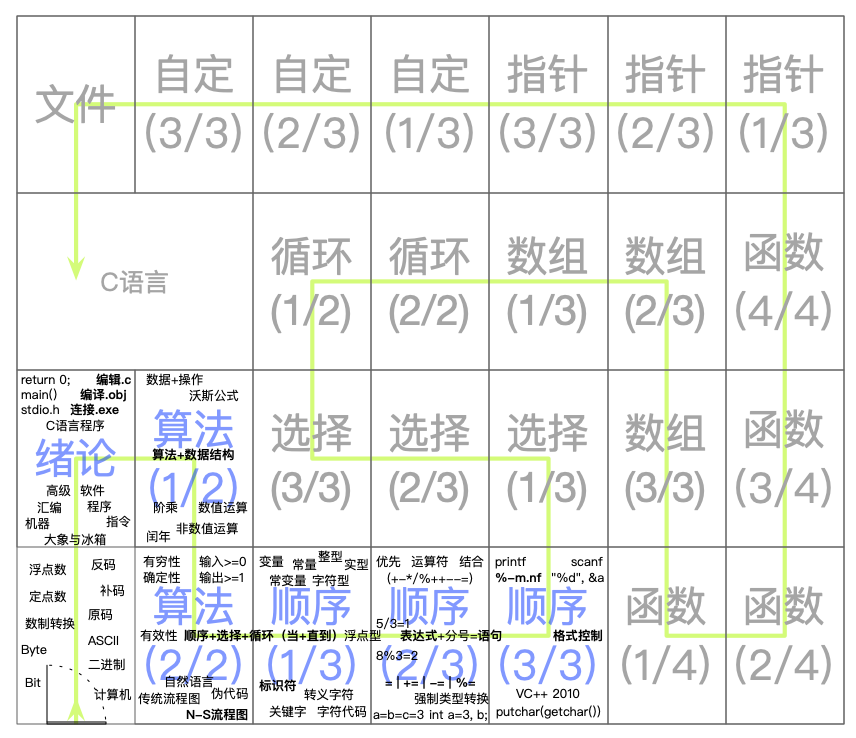 文件
自定
(3/3)
自定
(2/3)
自定
(1/3)
指针
(3/3)
指针
(2/3)
指针
(1/3)
C语言
循环
(1/2)
循环
(2/2)
数组
(1/3)
数组
(2/3)
函数
(4/4)
return 0; 编辑.c
main() 编译.obj
stdio.h 连接.exe
C语言程序
绪论
高级 软件
汇编 程序
机器 指令
大象与冰箱
数据+操作
沃斯公式
算法
算法+数据结构
(1/2)
阶乘 数值运算
闰年 非数值运算
选择
(3/3)
选择
(2/3)
选择
(1/3)
数组
(3/3)
函数
(3/4)
浮点数 反码
定点数 补码
数制转换 原码
ASCII
Byte 二进制
Bit 计算机
有穷性 输入>=0
确定性 输出>=1
算法
有效性 顺序+选择+循环（当+直到）
(2/2)
自然语言
传统流程图 伪代码
N-S流程图
变量 常量 整型 实型
常变量 字符型
顺序
浮点型
(1/3)
标识符 转义字符
关键字 字符代码
优先 运算符 结合
(+-*/%++--=)
顺序
5/3=1
表达式+分号=语句
(2/3)
8%3=2
= | += | -= | %=
强制类型转换
a=b=c=3 int a=3, b;
printf scanf
%-m.nf "%d", &a
顺序
格式控制
(3/3)
VC++ 2010
putchar(getchar())
函数
(1/4)
函数
(2/4)